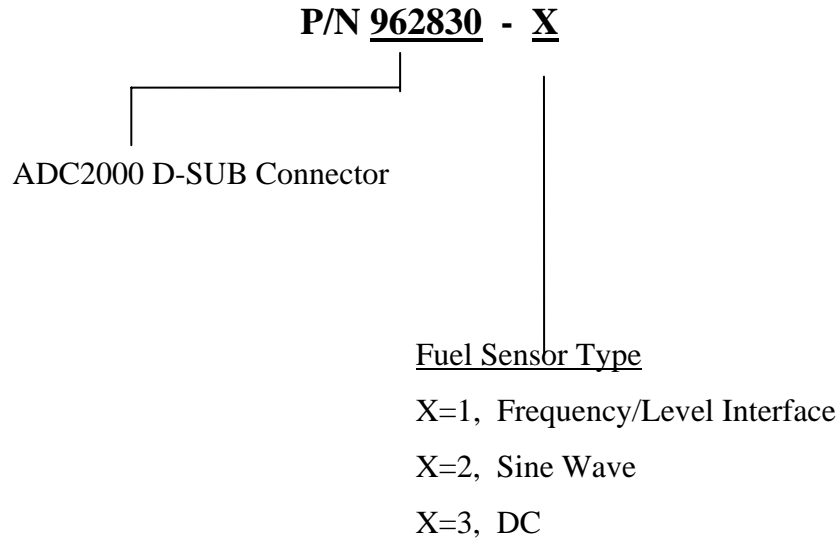 P/N 962830 - X
ADC2000 D-SUB Connector
Fuel Sensor Type
X=1, Frequency/Level Interface
X=2, Sine Wave
X=3, DC